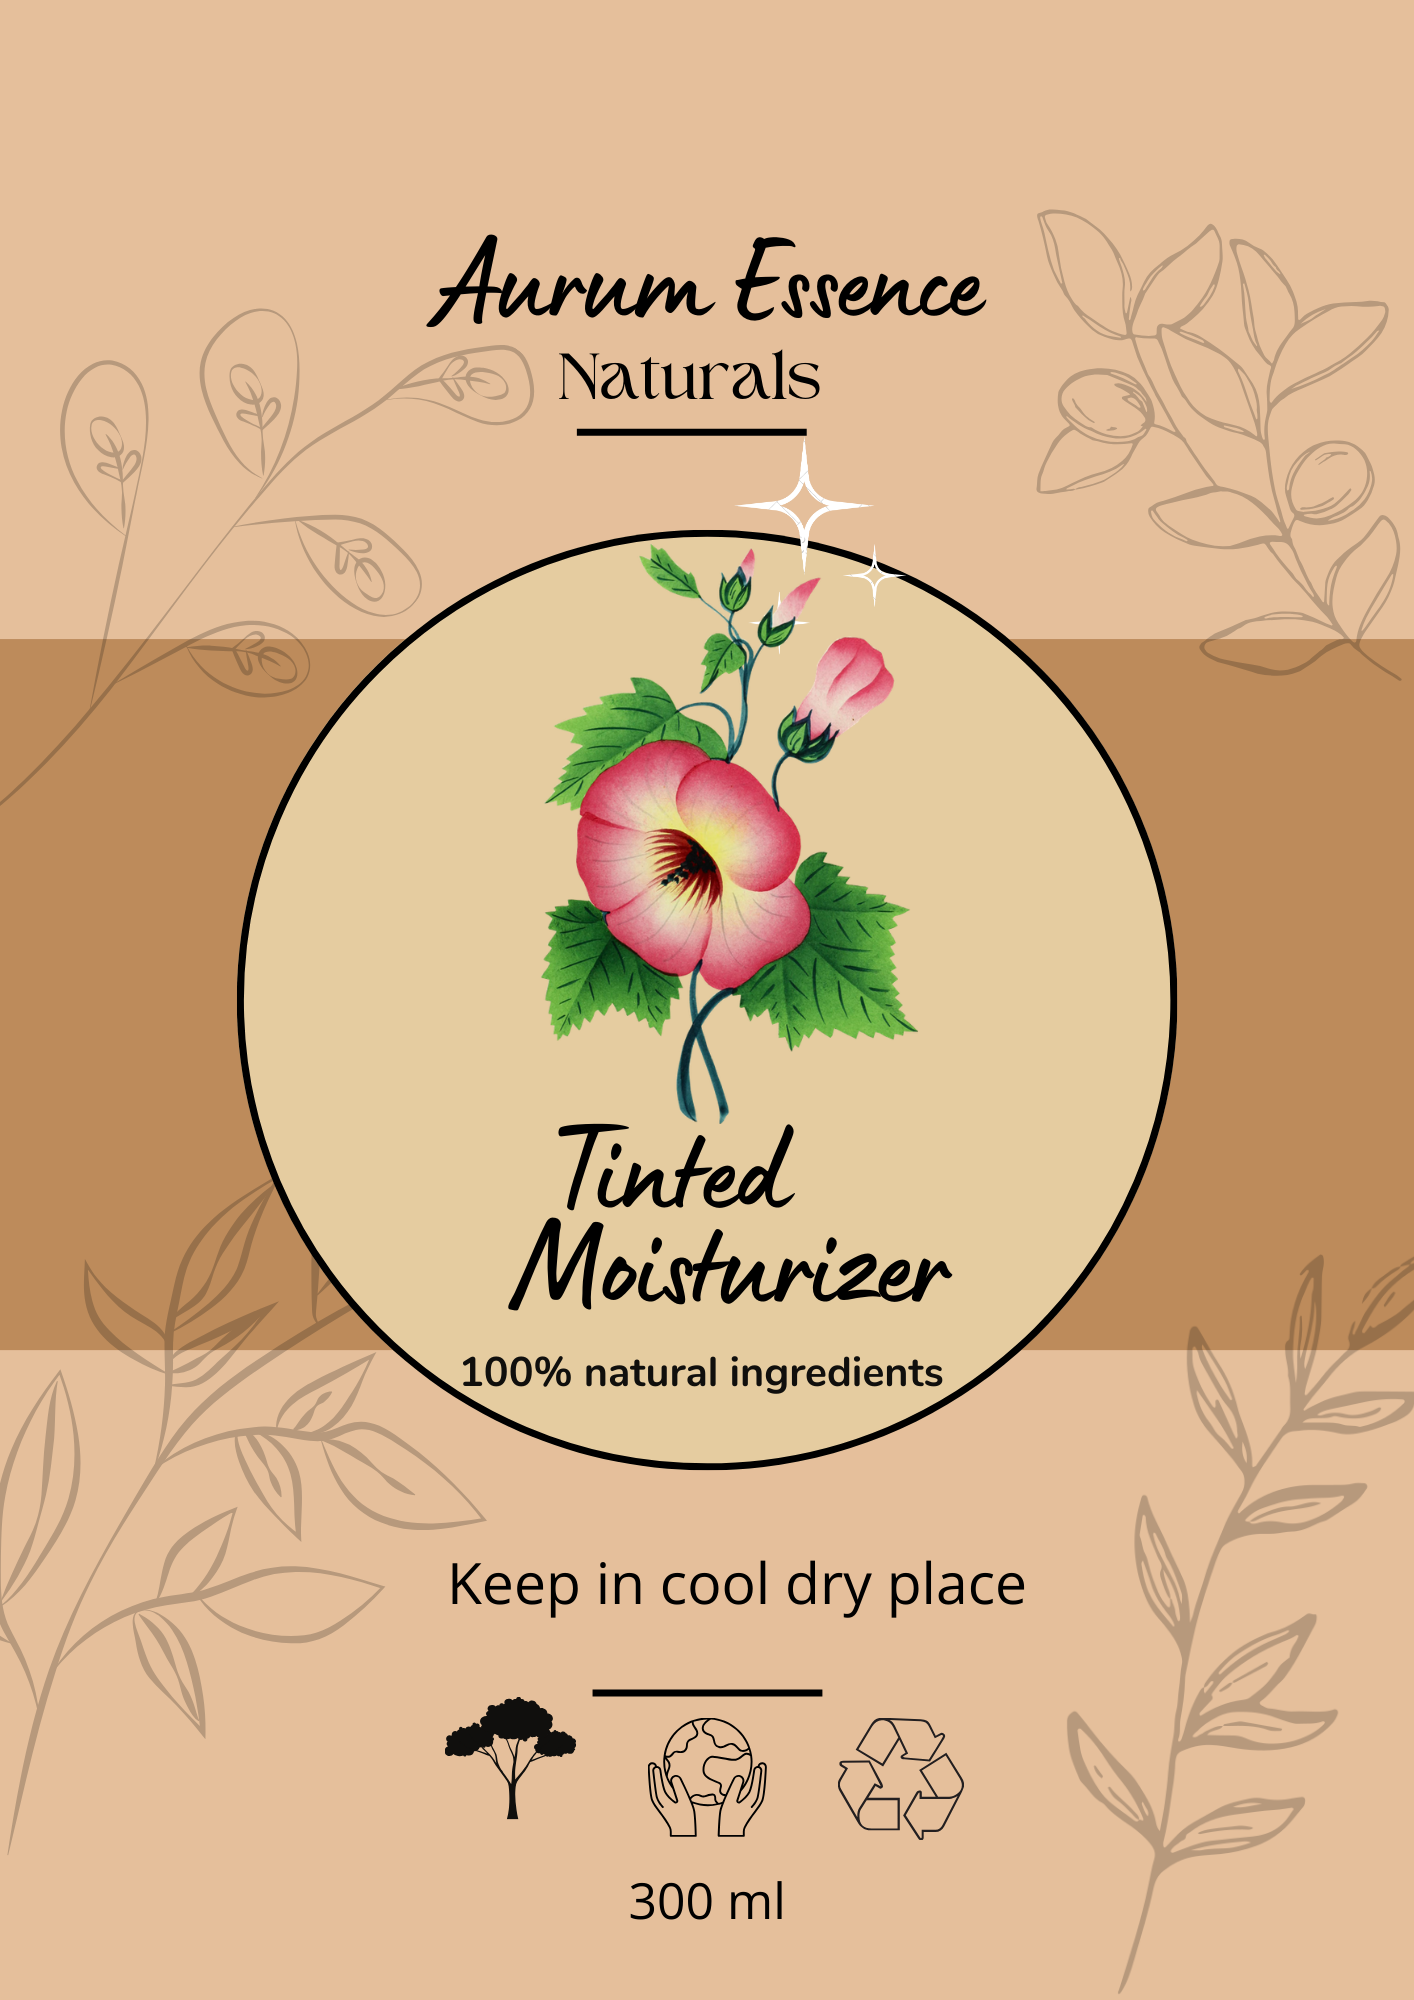 Aurum Essence
Naturals
Tinted
Moisturizer
100% natural ingredients
Keep in cool dry place
300 ml